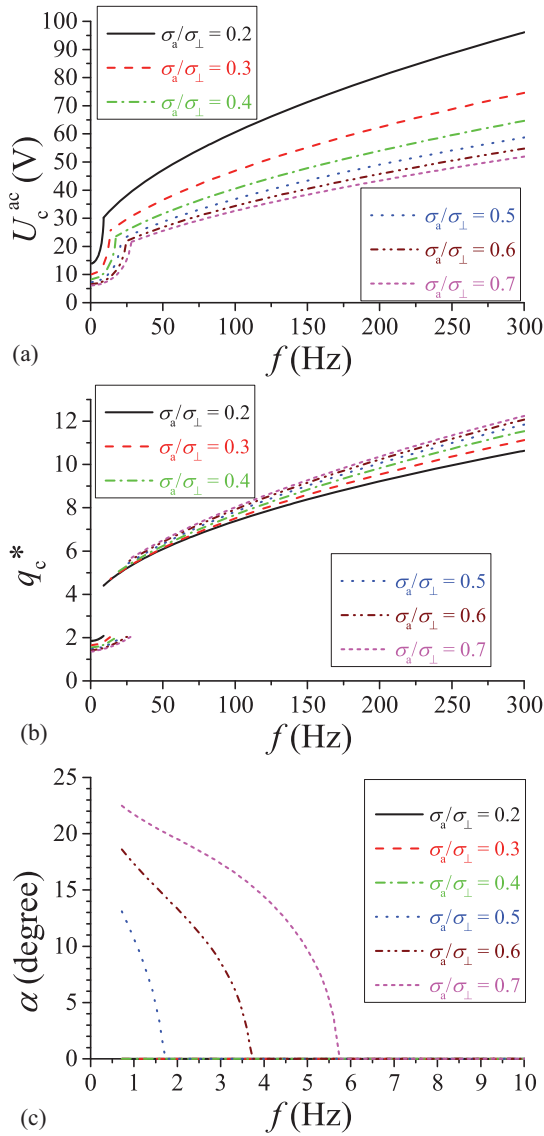 100
90
80
70
60
50
40
30
20
10
0
U_c^ac (V)
σ_a/σ_⊥ = 0.2
σ_a/σ_⊥ = 0.3
σ_a/σ_⊥ = 0.4
σ_a/σ_⊥ = 0.5
σ_a/σ_⊥ = 0.6
σ_a/σ_⊥ = 0.7
0 50 100 150 200 250 300
(a)
f (Hz)
12
10
8
6
4
2
0
q_c*
σ_a/σ_⊥ = 0.2
σ_a/σ_⊥ = 0.3
σ_a/σ_⊥ = 0.4
σ_a/σ_⊥ = 0.5
σ_a/σ_⊥ = 0.6
σ_a/σ_⊥ = 0.7
0 50 100 150 200 250 300
(b)
f (Hz)
25
20
15
10
5
0
α (degree)
σ_a/σ_⊥ = 0.2
σ_a/σ_⊥ = 0.3
σ_a/σ_⊥ = 0.4
σ_a/σ_⊥ = 0.5
σ_a/σ_⊥ = 0.6
σ_a/σ_⊥ = 0.7
0 1 2 3 4 5 6 7 8 9 10
(c)
f (Hz)